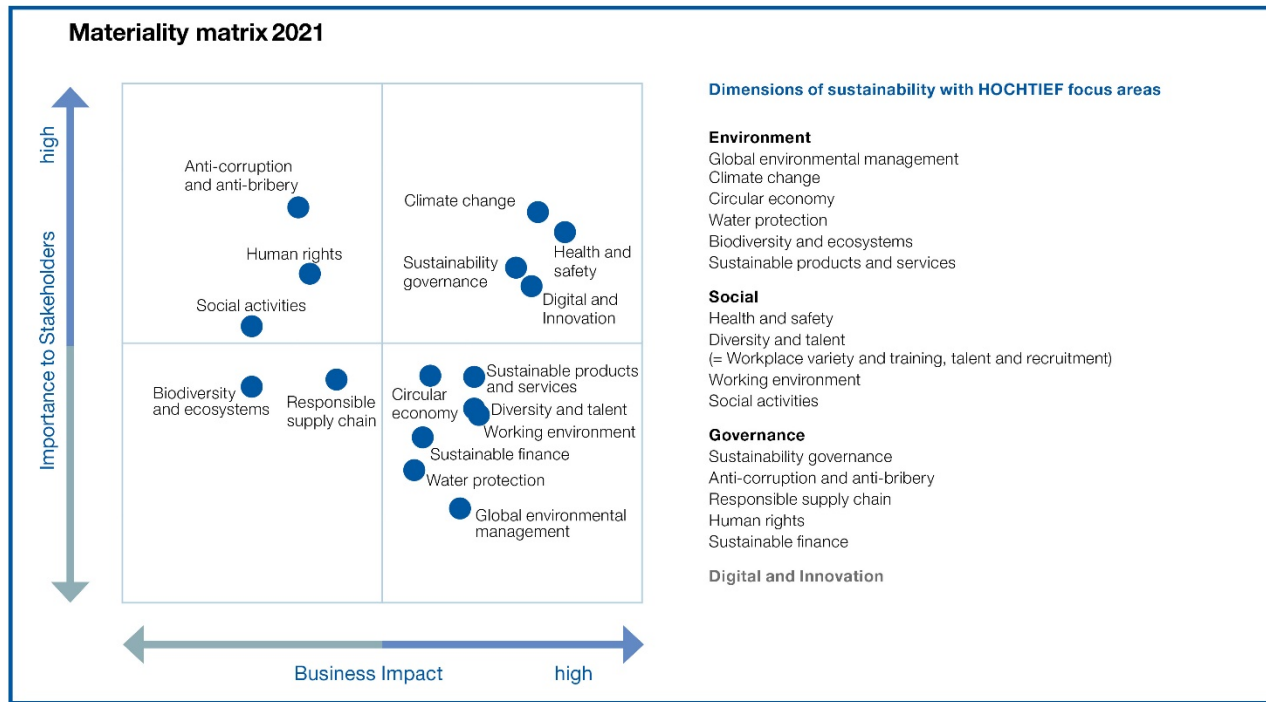 Materiality matrix 2021
high
Importance to Stakeholders
Anti-corruption
and anti-bribery
Human rights
Social activities
Climate change
Health and
safety
Sustainability
governance
Digital and
Innovation
Biodiversity
and ecosystems
Responsible
supply chain
Circular
economy
Sustainable products
and services
Diversity and talent
Working environment
Sustainable finance
Water protection
Global environmental
management
Business Impact
high
Dimensions of sustainability with HOCHTIEF focus areas
Environment
Global environmental management
Climate change
Circular economy
Water protection
Biodiversity and ecosystems
Sustainable products and services
Social
Health and safety
Diversity and talent
(= Workplace variety and training, talent and recruitment)
Working environment
Social activities
Governance
Sustainability governance
Anti-corruption and anti-bribery
Responsible supply chain
Human rights
Sustainable finance
Digital and Innovation